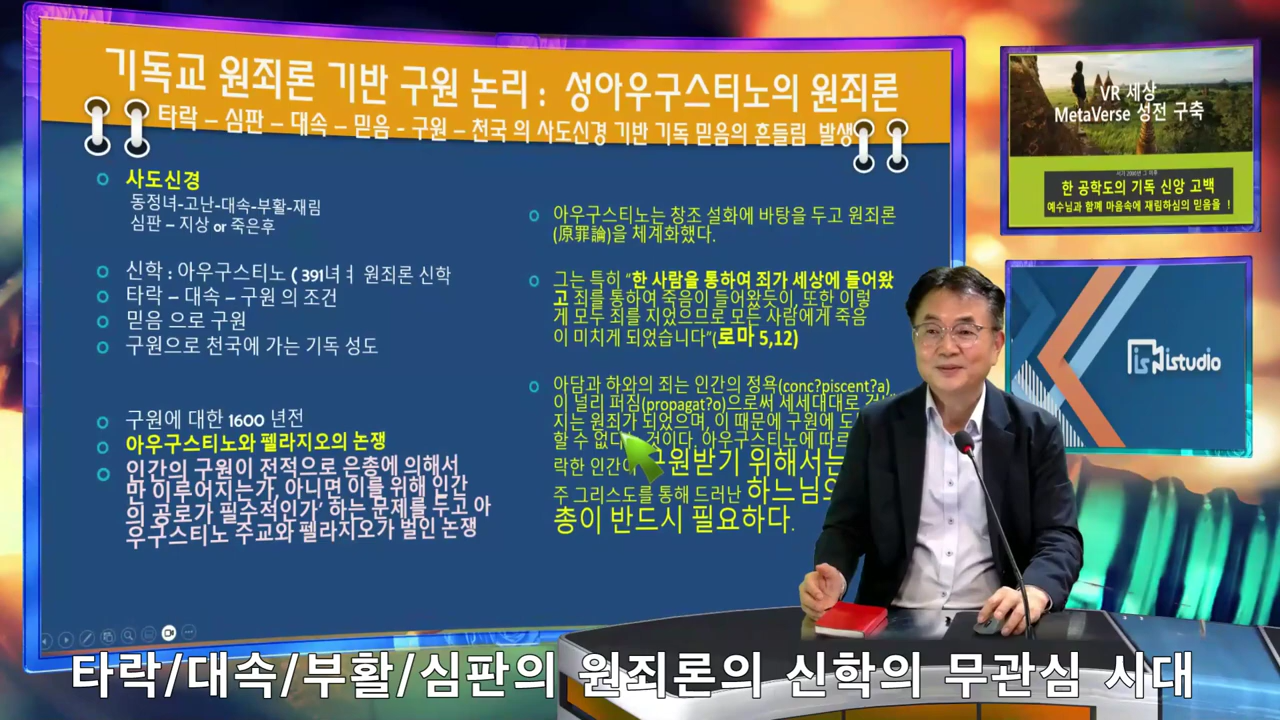 기독교 원죄론 기반 구원 논리 : 성아우구스티노의 원죄론
타락 – 심판 – 대속 – 믿음 - 구원 – 천국 의 사도신경 기반 기독 믿음의 흔들림 발생
사도신경
동정녀-고난-대속-부활-재림
심판 – 지상 or 죽은후
신학 : 아우구스티노 ( 391녀ㅕ 원죄론 신학
타락 – 대속 – 구원 의 조건
믿음 으로 구원
구원으로 천국에 가는 기독 성도
구원에 대한 1600 년전
아우구스티노와 펠라지오의 논쟁
인간의 구원이 전적으로 은총에 의해서
만 이루어지는가, 아니면 이를 위해 인간
의 공로가 필수적인가’ 하는 문제를 두고 아
우구스티노 주교와 펠라지오가 벌인 논쟁
아우구스티노는 창조 설화에 바탕을 두고 원죄론
(原罪論)을 체계화했다.
그는 특히 “한 사람을 통하여 죄가 세상에 들어왔
고 죄를 통하여 죽음이 들어왔듯이, 또한 이렇
게 모두 죄를 지었으므로 모든 사람에게 죽음
이 미치게 되었습니다”(로마 5,12)
아담과 하와의 죄는 인간의 정욕(conc?piscent?a)
이 널리 퍼짐(propagat?o)으로써 세세대대로
지는 원죄가 되었으며, 이 때문에 구원에
할 수 없다 것이다. 아우구스티노에 따르
락한 인간이 구원받기 위해서는
주 그리스도를 통해 드러난 하느님의
총이 반드시 필요하다.
VR 세상
MetaVerse 성전 구축
한 공학도의 기독 신앙 고백
예수님과 함께 마음속에 재림하심의 믿음을 !
istudio
타락/대속/부활/심판의 원죄론의 신학의 무관심 시대